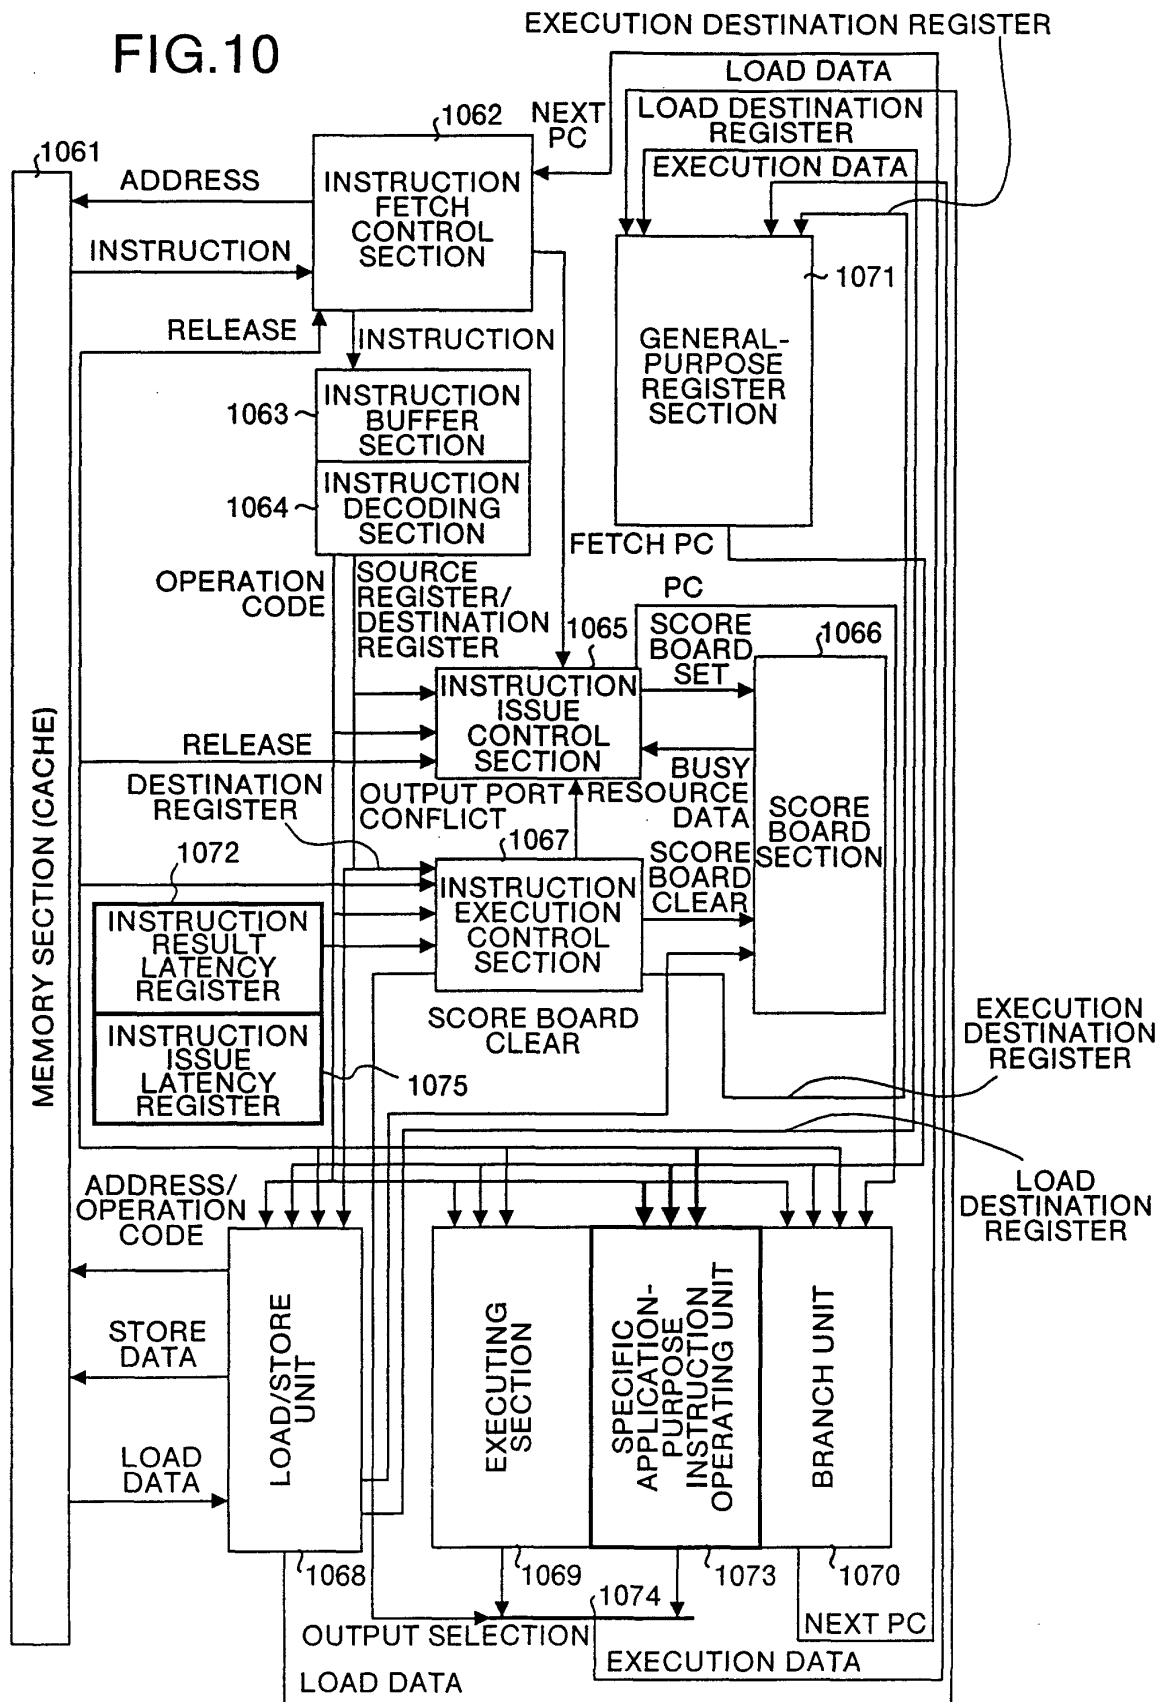 FIG.10
EXECUTION DESTINATION REGISTER
LOAD DATA
LOAD DESTINATION
REGISTER
EXECUTION DATA
NEXT
PC
1062
1061
ADDRESS
INSTRUCTION
FETCH
CONTROL
SECTION
INSTRUCTION
1071
RELEASE
INSTRUCTION
GENERAL-
PURPOSE
REGISTER
SECTION
1063
INSTRUCTION
BUFFER
SECTION
1064
INSTRUCTION
DECODING
SECTION
FETCH PC
OPERATION
CODE
SOURCE
REGISTER/
DESTINATION
REGISTER
PC
1065
SCORE
BOARD
SET
1066
INSTRUCTION
ISSUE
CONTROL
SECTION
RELEASE
BUSY
RESOURCE
DATA
DESTINATION
REGISTER
OUTPUT PORT
CONFLICT
SCORE
BOARD
SECTION
1067
SCORE
BOARD
CLEAR
1072
INSTRUCTION
EXECUTION
CONTROL
SECTION
INSTRUCTION
RESULT
LATENCY
REGISTER
MEMORY SECTION (CACHE)
SCORE BOARD
CLEAR
EXECUTION
DESTINATION
REGISTER
INSTRUCTION
ISSUE
LATENCY
REGISTER
1075
ADDRESS/
OPERATION
CODE
LOAD
DESTINATION
REGISTER
STORE
DATA
LOAD
DATA
LOAD/STORE
UNIT
EXECUTING
SECTION
SPECIFIC
APPLICATION-
PURPOSE
INSTRUCTION
OPERATING UNIT
BRANCH UNIT
1068
1069
1073
1070
1074
OUTPUT SELECTION
NEXT PC
EXECUTION DATA
LOAD DATA